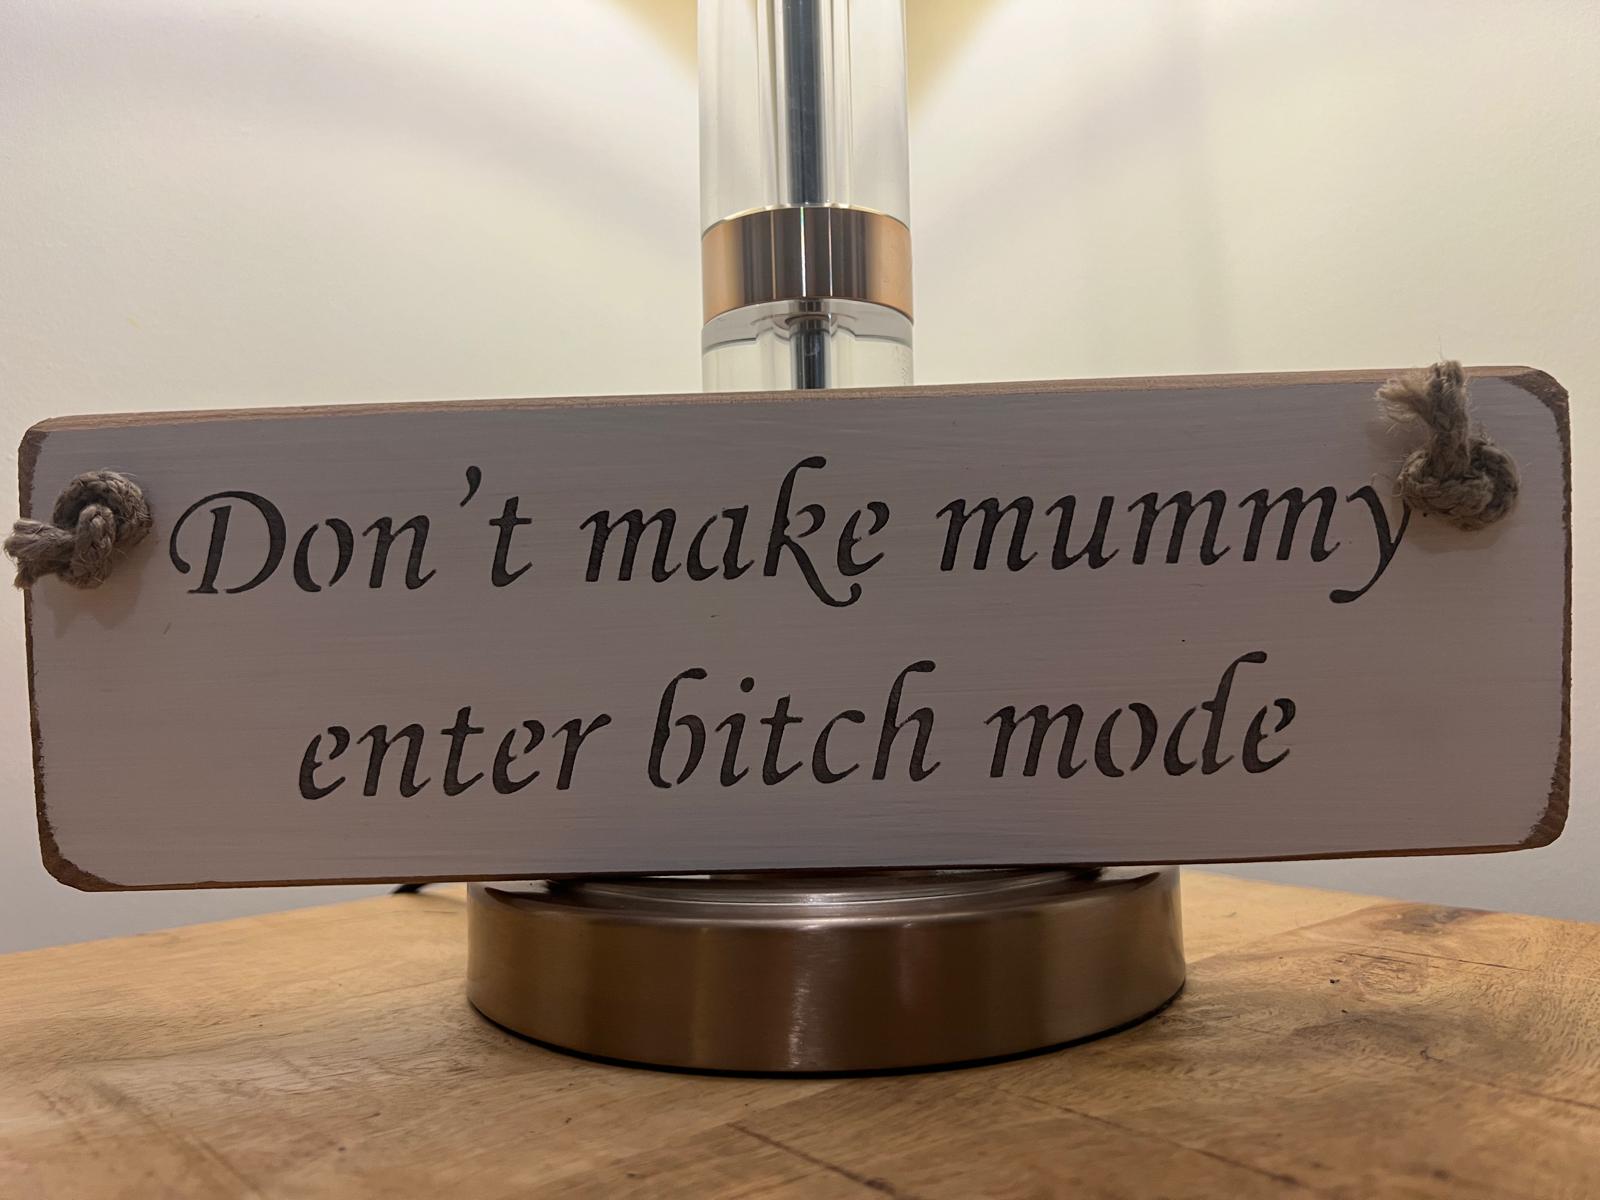 Don't make mummy
enter bitch mode